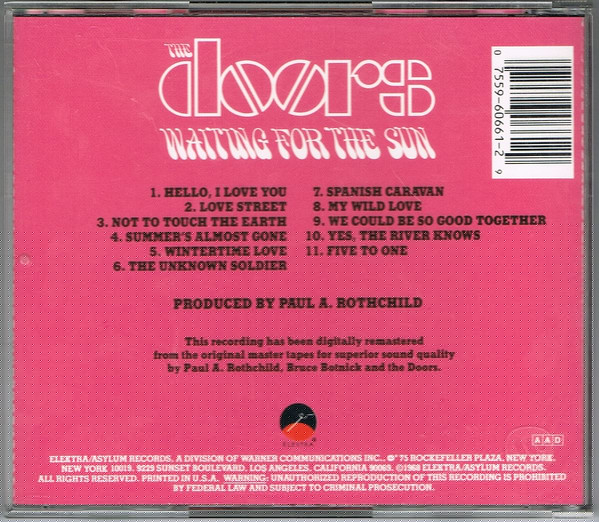 THE
doors
WAITING FOR THE SUN
0 7559-60661-2 9
1. HELLO, I LOVE YOU
2. LOVE STREET
3. NOT TO TOUCH THE EARTH
4. SUMMER'S ALMOST GONE
5. WINTERTIME LOVE
6. THE UNKNOWN SOLDIER
7. SPANISH CARAVAN
8. MY WILD LOVE
9. WE COULD BE SO GOOD TOGETHER
10. YES, THE RIVER KNOWS
11. FIVE TO ONE
PRODUCED BY PAUL A. ROTHCHILD
This recording has been digitally remastered
from the original master tapes for superior sound quality
by Paul A. Rothchild, Bruce Botnick and the Doors.
ELEKTRA ®
AAD
ELEKTRA/ASYLUM RECORDS, A DIVISION OF WARNER COMMUNICATIONS INC., ●* 75 ROCKEFELLER PLAZA, NEW YORK.
NEW YORK 10019. 9229 SUNSET BOULEVARD, LOS ANGELES, CALIFORNIA 90069. ©1968 ELEKTRA/ASYLUM RECORDS.
ALL RIGHTS RESERVED. PRINTED IN U.S.A. WARNING: UNAUTHORIZED REPRODUCTION OF THIS RECORDING IS PROHIBITED
BY FEDERAL LAW AND SUBJECT TO CRIMINAL PROSECUTION.